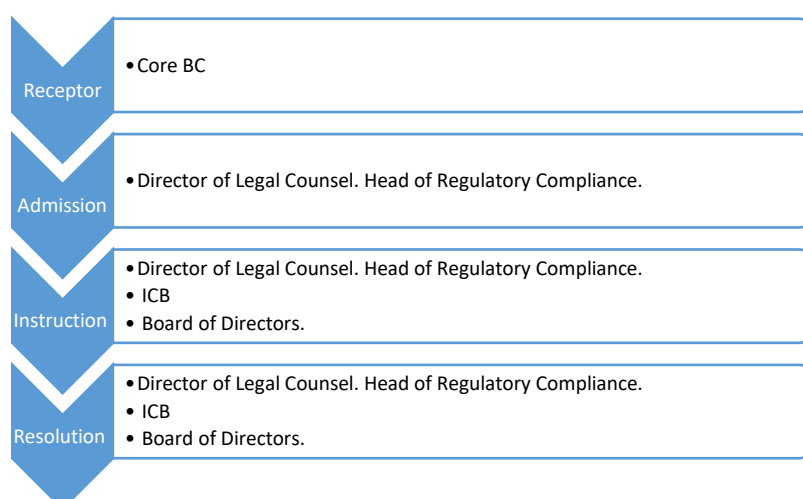 Receptor
•Core BC
Admission
•Director of Legal Counsel. Head of Regulatory Compliance.
Instruction
•Director of Legal Counsel. Head of Regulatory Compliance.
• ICB
• Board of Directors.
Resolution
•Director of Legal Counsel. Head of Regulatory Compliance.
• ICB
• Board of Directors.